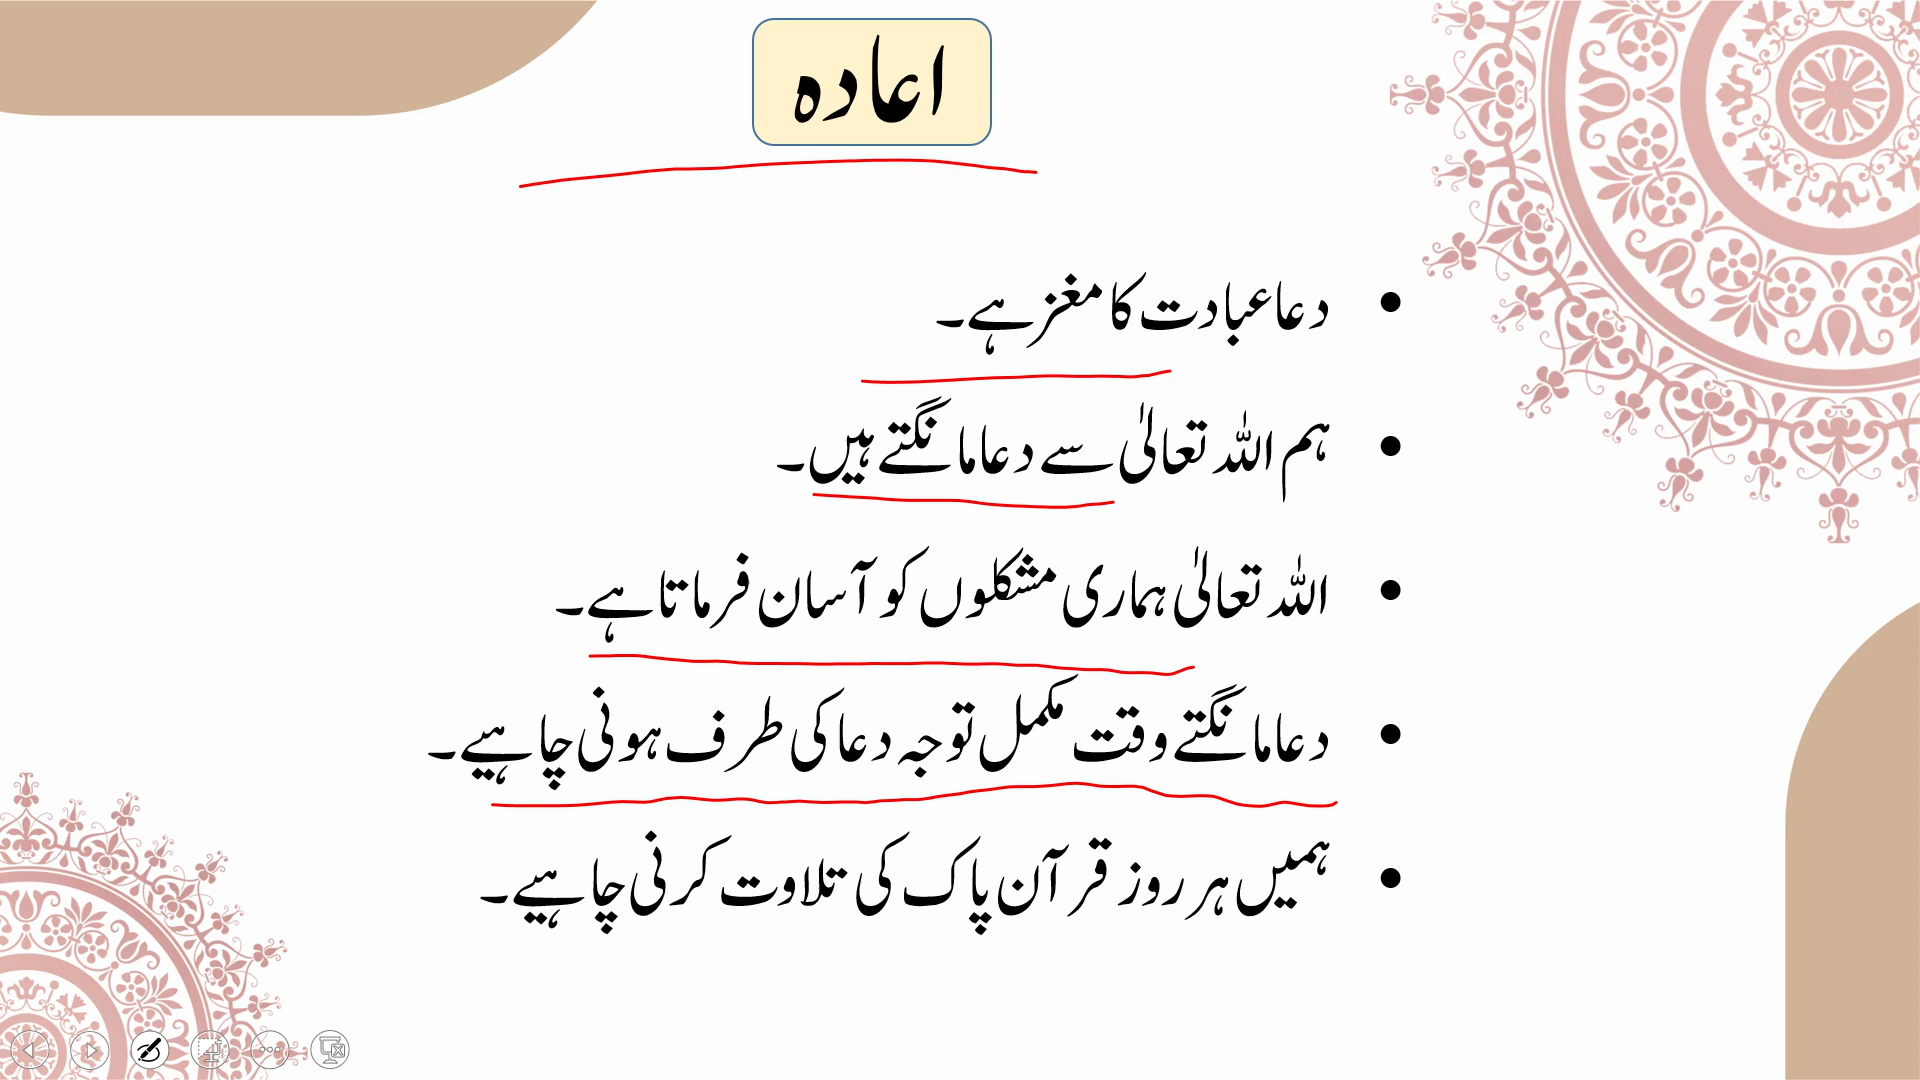 اعادہ
• دعا عبادت کا مغز ہے۔
• ہم اللہ تعالیٰ سے دعا مانگتے ہیں۔
• اللہ تعالیٰ ہماری مشکلوں کو آسان فرماتا ہے۔
• دعا مانگتے وقت مکمل توجہ دعا کی طرف ہونی چاہیے۔
• ہمیں ہر روز قرآن پاک کی تلاوت کرنی چاہیے۔